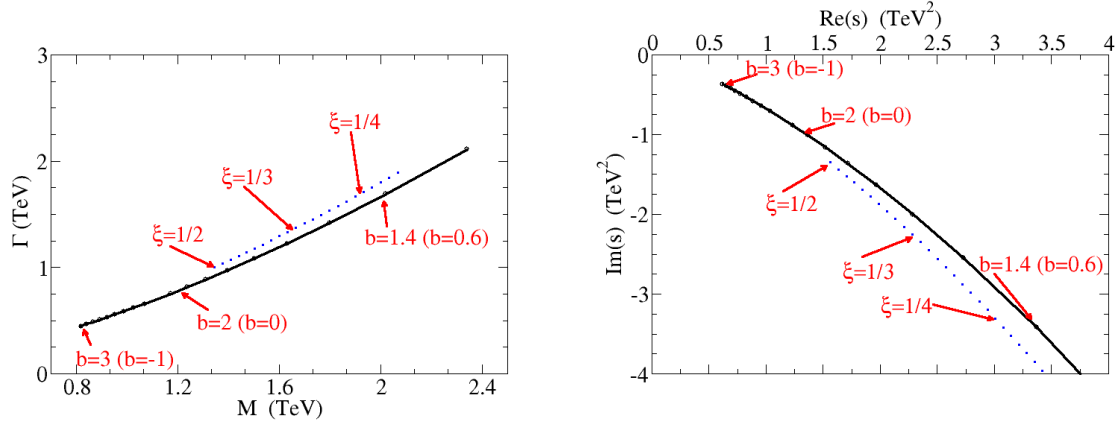 3
2
1
0
Γ (TeV)
ξ=1/4
ξ=1/3
ξ=1/2
b=1.4 (b=0.6)
b=2 (b=0)
b=3 (b=-1)
0.8 1.2 1.6 2 2.4
M (TeV)
Re(s) (TeV²)
0 0.5 1 1.5 2 2.5 3 3.5 4
0
-1
-2
-3
-4
Im(s) (TeV²)
b=3 (b=-1)
b=2 (b=0)
ξ=1/2
ξ=1/3
b=1.4 (b=0.6)
ξ=1/4